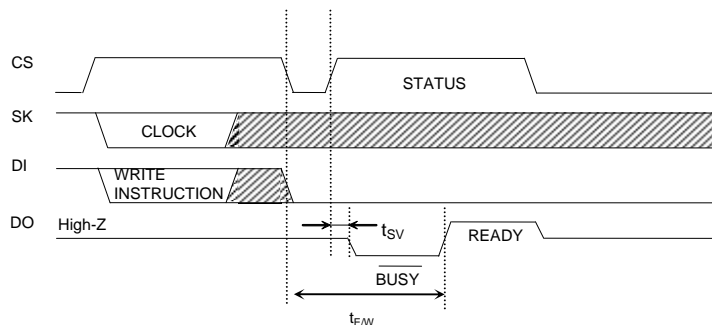 CS
STATUS
SK
CLOCK
DI
WRITE
INSTRUCTION
DO
High-Z
tSV
READY
BUSY
tE/W